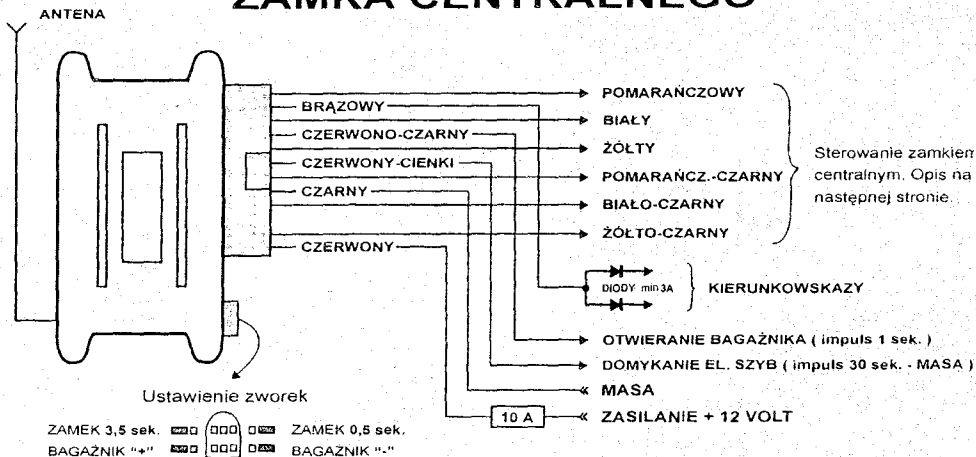 ZAMKA CENTRALNEGO
ANTENA
POMARAŃCZOWY
BRĄZOWY
BIAŁY
CZERWONO-CZARNY
ŻÓŁTY
CZERWONY-CIENKI
POMARAŃCZ.-CZARNY
CZARNY
BIAŁO-CZARNY
ŻÓŁTO-CZARNY
CZERWONY
Sterowanie zamkiem
centralnym. Opis na
następnej stronie.
DIODY min 3A
KIERUNKOWSKAZY
OTWIERANIE BAGAŻNIKA ( impuls 1 sek. )
DOMYKANIE EL. SZYB ( impuls 30 sek. - MASA )
MASA
10 A
ZASILANIE + 12 VOLT
Ustawienie zworek
ZAMEK 3,5 sek. ZAMEK 0,5 sek.
BAGAŻNIK "+" BAGAŻNIK "-"